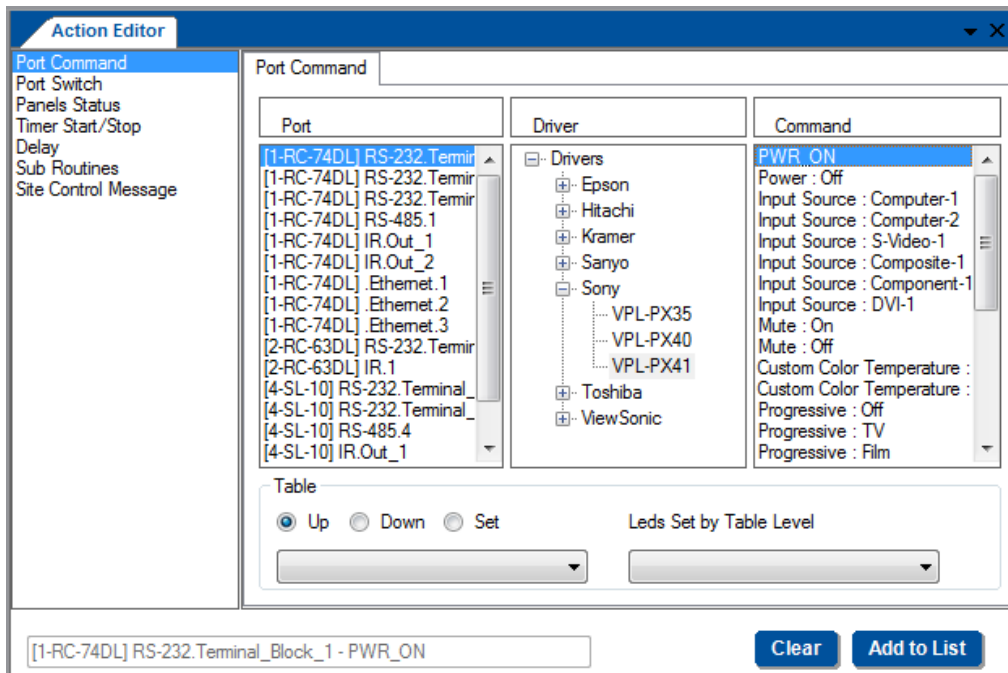 Action Editor
Port Command
Port Switch
Panels Status
Timer Start/Stop
Delay
Sub Routines
Site Control Message
Port Command
Port
[1-RC-74DL] RS-232.Termin
[1-RC-74DL] RS-232.Termir
[1-RC-74DL] RS-232.Termir
[1-RC-74DL] RS-485.1
[1-RC-74DL] IR.Out_1
[1-RC-74DL] IR.Out_2
[1-RC-74DL] .Ethernet.1
[1-RC-74DL] .Ethernet.2
[1-RC-74DL] .Ethernet.3
[2-RC-63DL] RS-232.Termir
[2-RC-63DL] IR.1
[4-SL-10] RS-232.Terminal_
[4-SL-10] RS-232.Terminal_
[4-SL-10] RS-485.4
[4-SL-10] IR.Out_1
Driver
Drivers
Epson
Hitachi
Kramer
Sanyo
Sony
VPL-PX35
VPL-PX40
VPL-PX41
Toshiba
ViewSonic
Command
PWR_ON
Power : Off
Input Source : Computer-1
Input Source : Computer-2
Input Source : S-Video-1
Input Source : Composite-1
Input Source : Component-1
Input Source : DVI-1
Mute : On
Mute : Off
Custom Color Temperature :
Custom Color Temperature :
Progressive : Off
Progressive : TV
Progressive : Film
Table
Up Down Set
Leds Set by Table Level
[1-RC-74DL] RS-232.Terminal_Block_1 - PWR_ON
Clear
Add to List